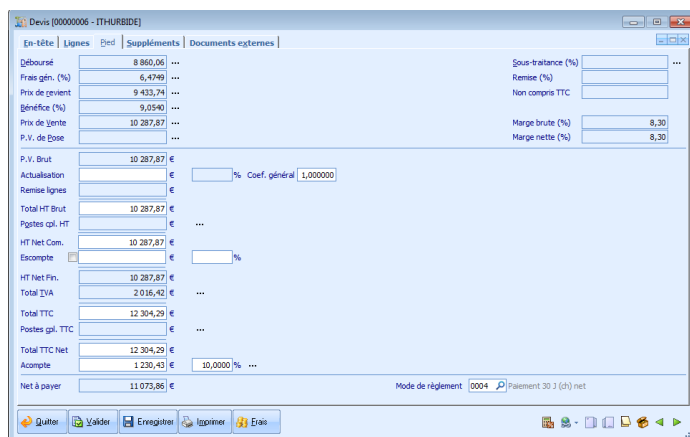 Devis [00000006 - ITHURBIDE]
En-tête Lignes Pied Suppléments Documents externes
Déboursé 8 860,06 ... Sous-traitance (%) ...
Frais gén. (%) 6,4749 ... Remise (%)
Prix de revient 9 433,74 ... Non compris TTC
Bénéfice (%) 9,0540 ...
Prix de Vente 10 287,87 ... Marge brute (%) 8,30
P.V. de Pose ... Marge nette (%) 8,30
P.V. Brut 10 287,87 €
Actualisation € % Coef. général 1,000000
Remise lignes €
Total HT Brut 10 287,87 €
Postes cpl. HT € ...
HT Net Com. 10 287,87 €
Escompte € %
HT Net Fin. 10 287,87 €
Total TVA 2 016,42 € ...
Total TTC 12 304,29 €
Postes cpl. TTC € ...
Total TTC Net 12 304,29 €
Acompte 1 230,43 € 10,0000 % ...
Net à payer 11 073,86 € Mode de règlement 0004 Paiement 30 J (ch) net
Quitter Valider Enregistrer Imprimer Frais